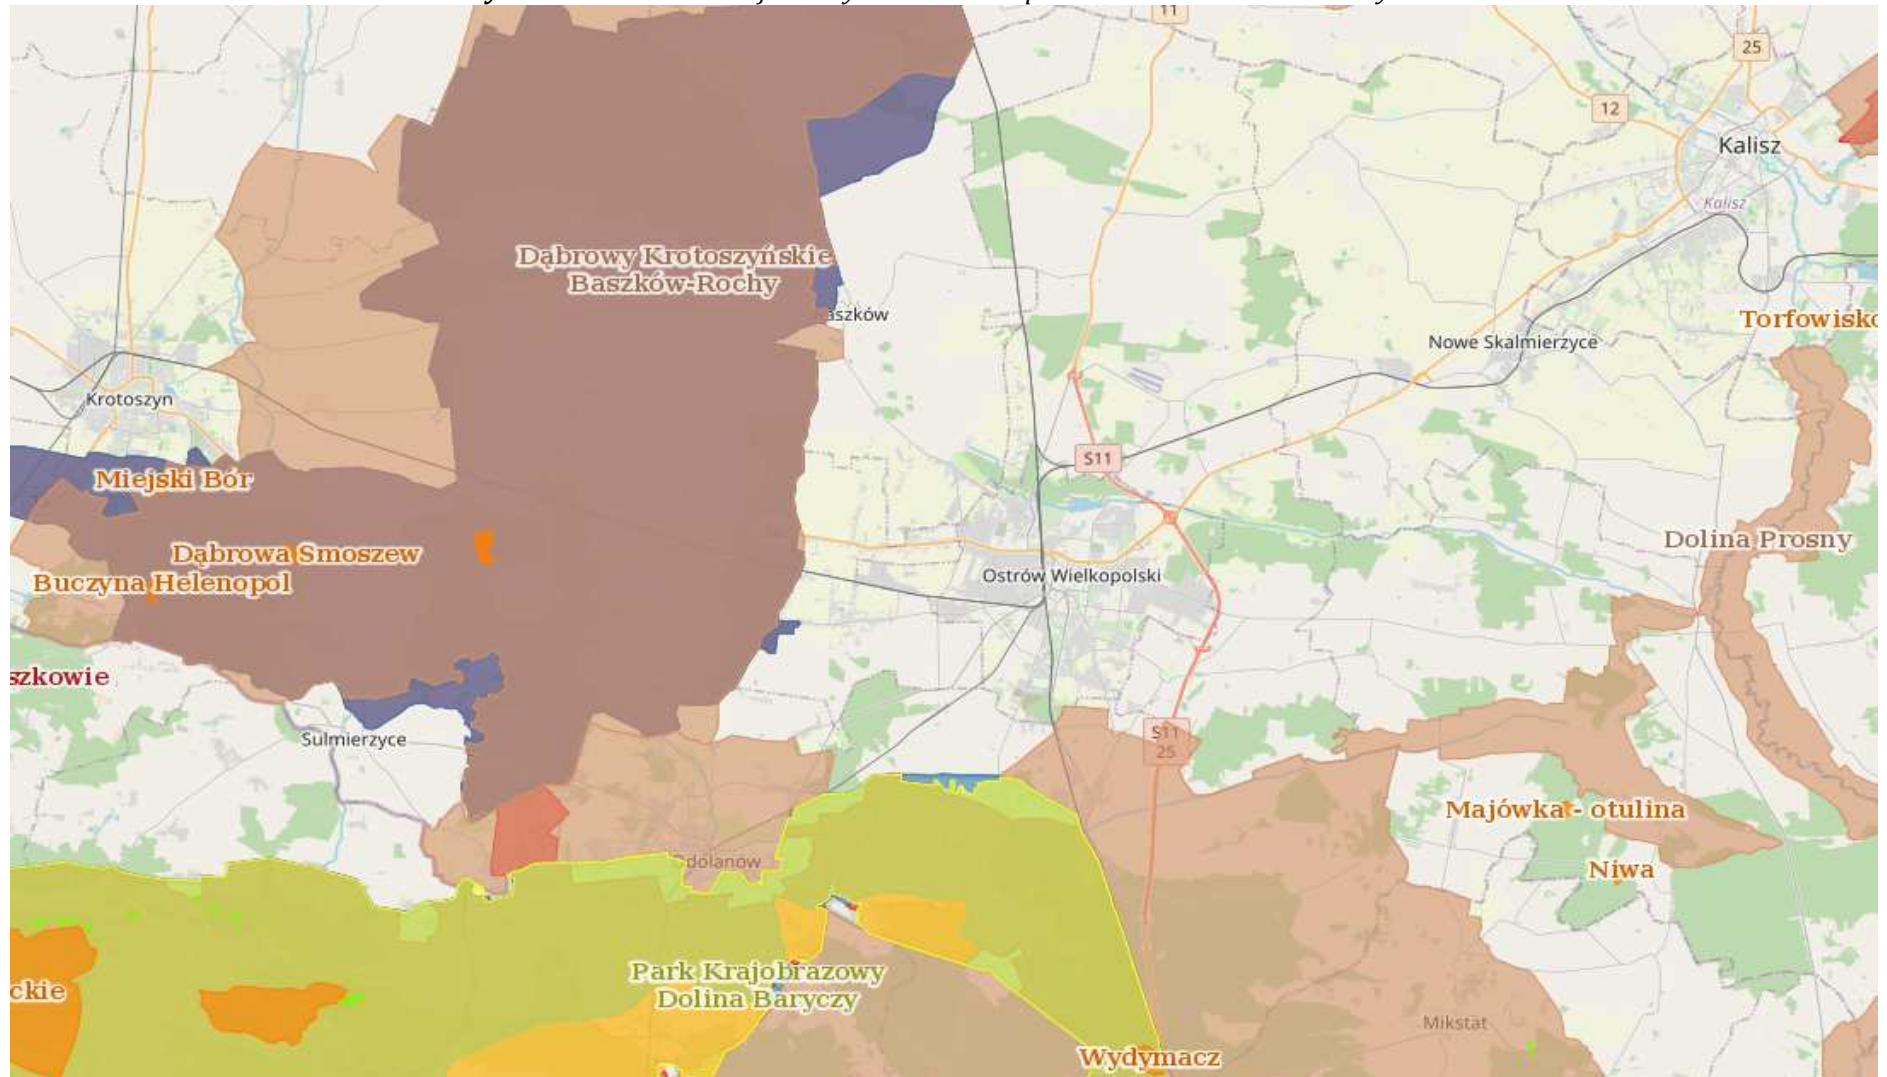 11
25
12
Kalisz
Kalisz
Dąbrowy Krotoszyńskie
Baszków-Rochy
aszków
Torfowisko
Nowe Skalmierzyce
Krotoszyn
S11
Miejski Bór
Dolina Prosny
Dąbrowa Smoszew
Buczyna Helenopol
Ostrów Wielkopolski
szkowie
Sulmierzyce
S11
25
Majówka - otulina
Odolanów
Niwa
Park Krajobrazowy
Dolina Baryczy
ckie
Mikstat
Wydymacz